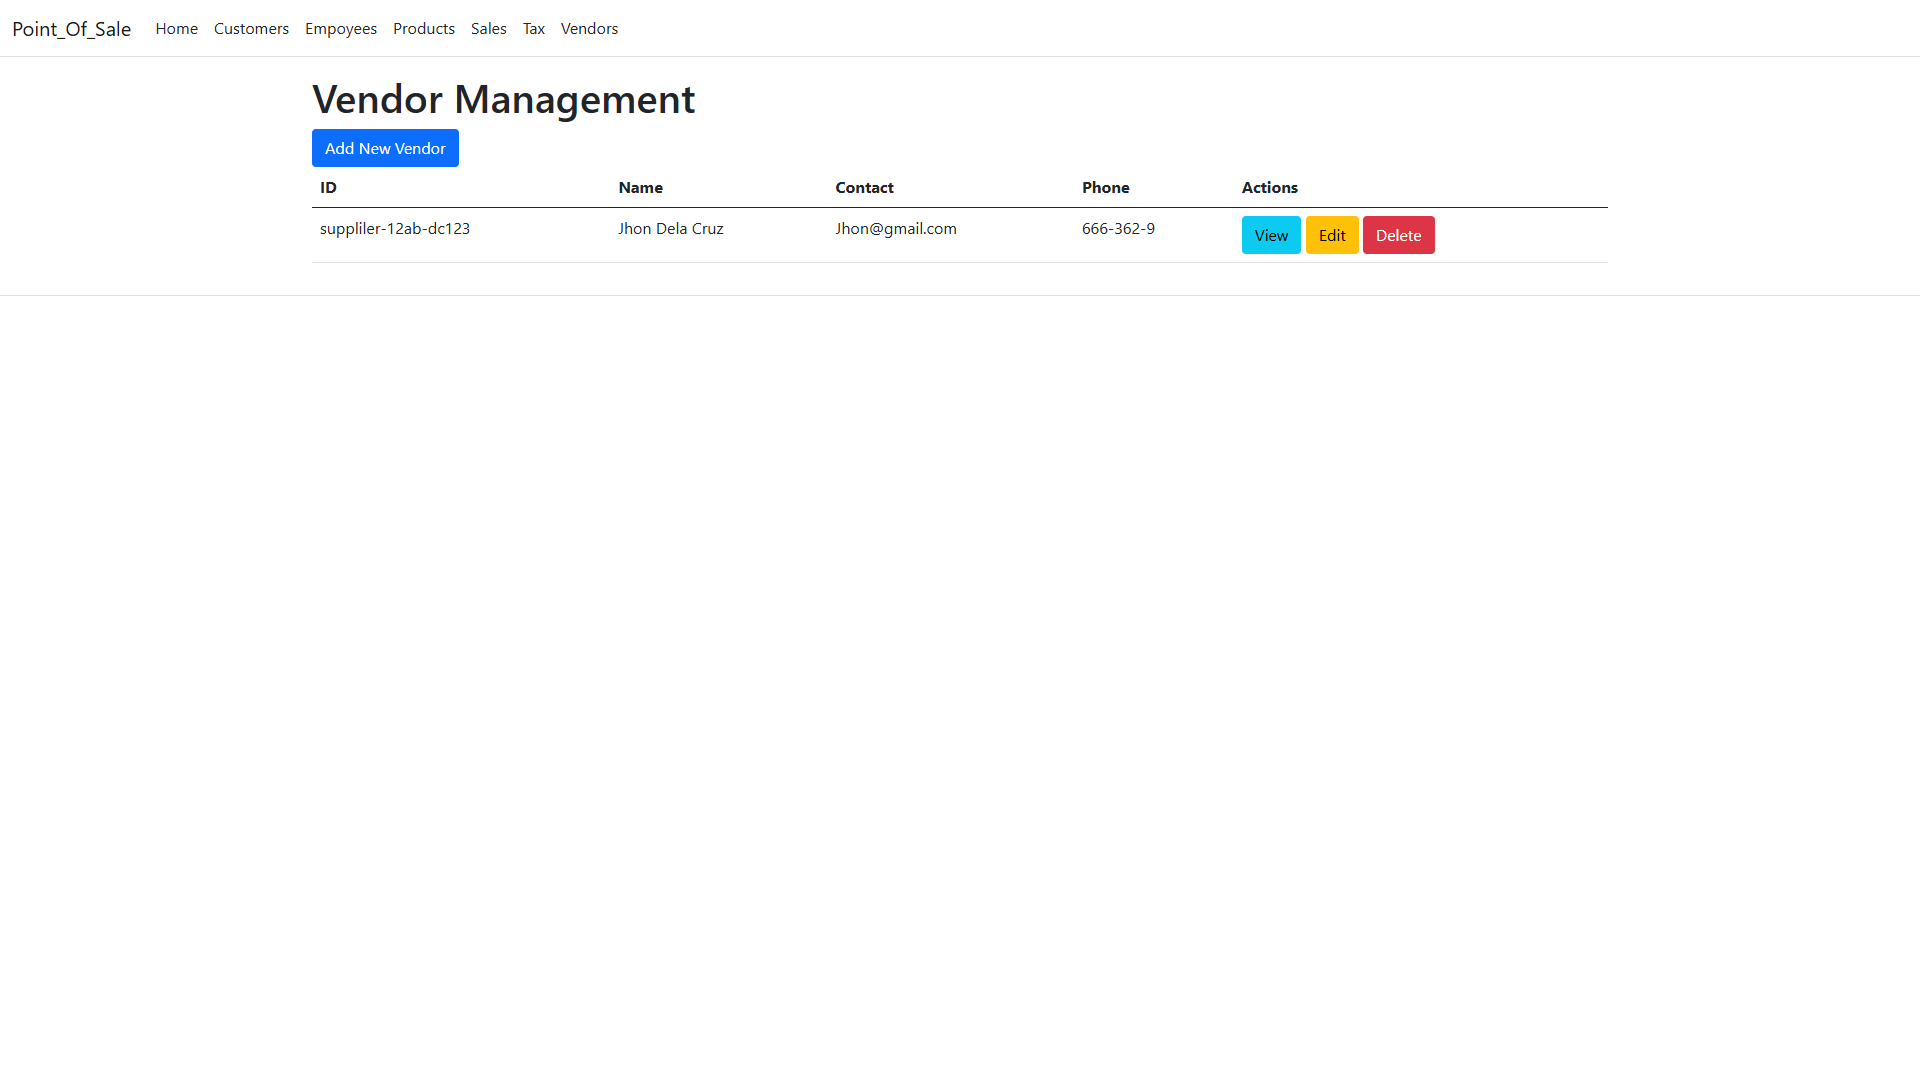 Point_Of_Sale Home Customers Empoyees Products Sales Tax Vendors
Vendor Management
Add New Vendor
ID Name Contact Phone Actions
suppliler-12ab-dc123 Jhon Dela Cruz Jhon@gmail.com 666-362-9 View Edit Delete